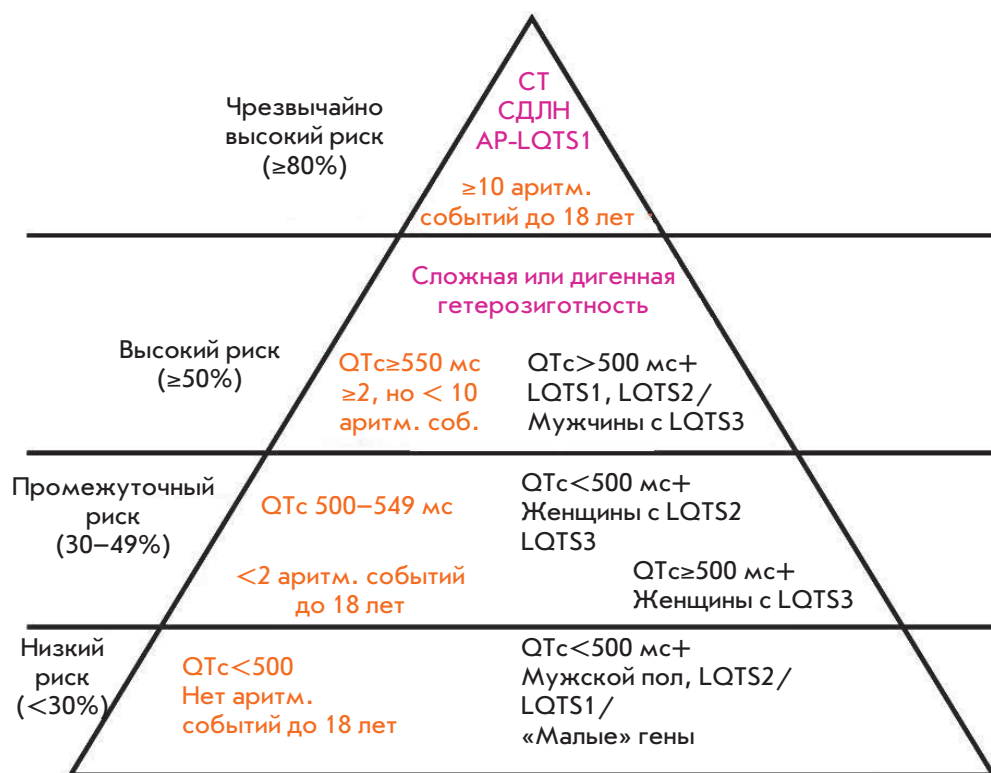 Чрезвычайно
высокий риск
(≥80%)
СТ
СДЛН
AP-LQTS1
≥10 аритм.
событий до 18 лет
Высокий риск
(≥50%)
Сложная или дигенная
гетерозиготность
QTc≥550 мс
≥2, но < 10
аритм. соб.
QTc>500 мс+
LQTS1, LQTS2/
Мужчины с LQTS3
Промежуточный
риск
(30–49%)
QTc 500–549 мс
<2 аритм. событий
до 18 лет
QTc<500 мс+
Женщины с LQTS2
LQTS3
QTc≥500 мс+
Женщины с LQTS3
Низкий
риск
(<30%)
QTc<500
Нет аритм.
событий до 18 лет
QTc<500 мс+
Мужской пол, LQTS2/
LQTS1/
«Малые» гены